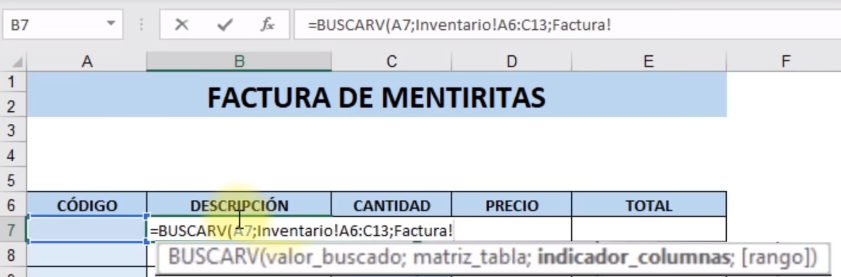 B7 fx =BUSCARV(A7;Inventario!A6:C13;Factura!
A B C D E F
1
FACTURA DE MENTIRITAS
2
3
4
5
6 CÓDIGO DESCRIPCIÓN CANTIDAD PRECIO TOTAL
7 =BUSCARV(A7;Inventario!A6:C13;Factura!
8 BUSCARV(valor_buscado; matriz_tabla; indicador_columnas; [rango])